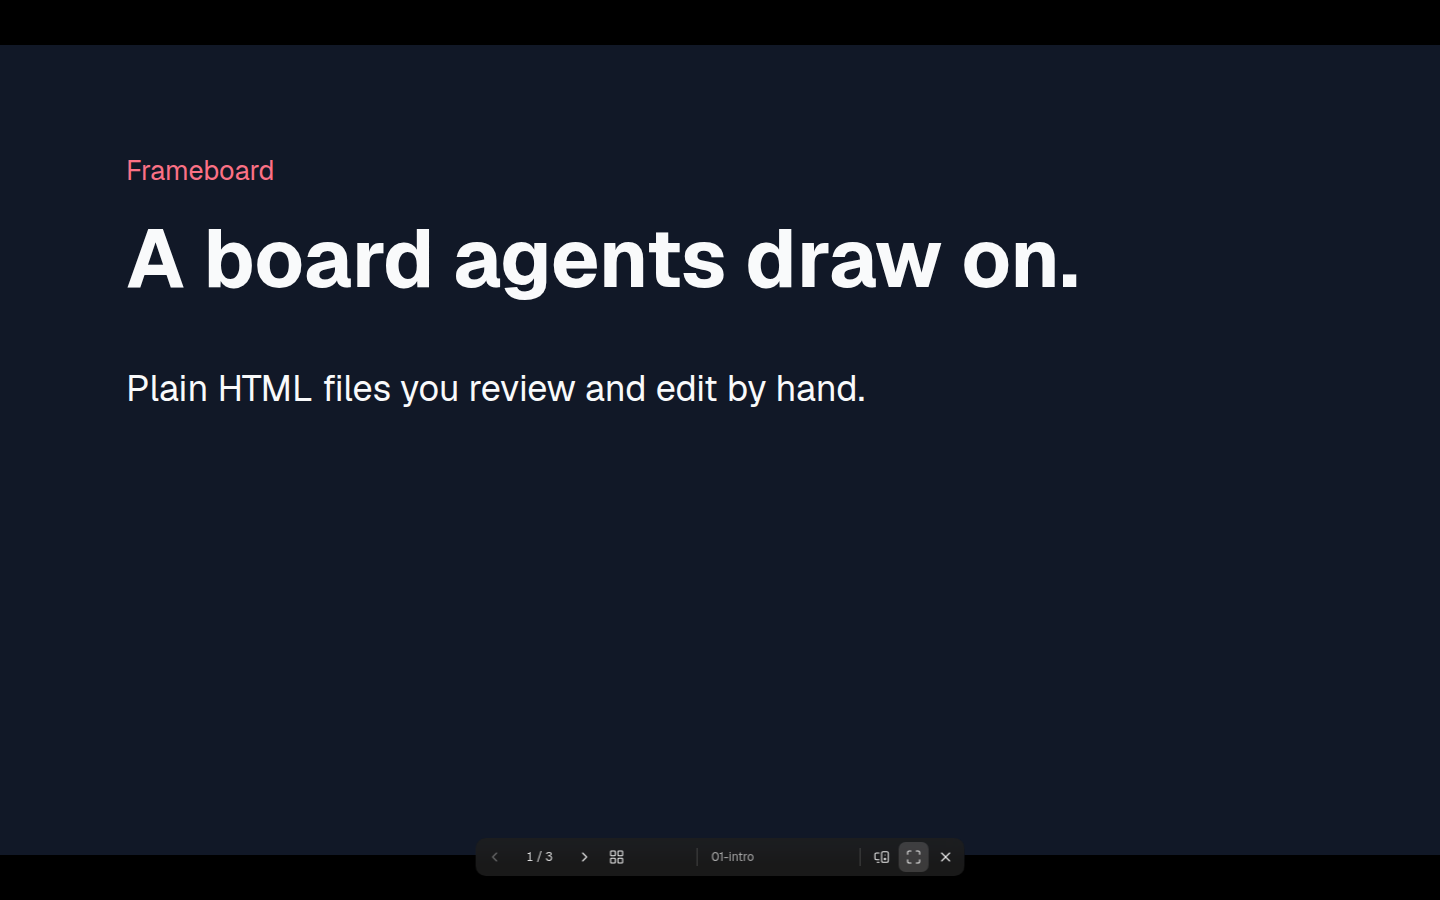 Frameboard
A board agents draw on.
Plain HTML files you review and edit by hand.
1 / 3
01-intro